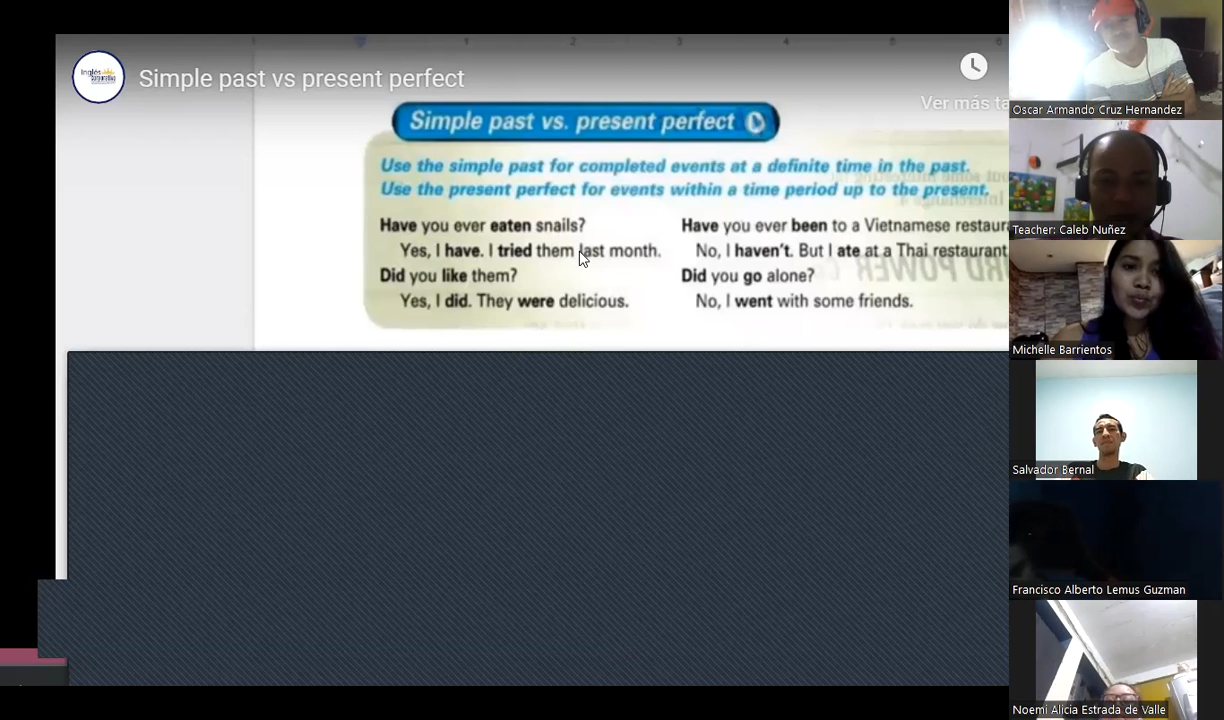 Simple past vs present perfect
Ver más ta
Simple past vs. present perfect
Use the simple past for completed events at a definite time in the past.
Use the present perfect for events within a time period up to the present.
Have you ever eaten snails?
Yes, I have. I tried them last month.
Did you like them?
Yes, I did. They were delicious.
Have you ever been to a Vietnamese restaur
No, I haven't. But I ate at a Thai restaurant
Did you go alone?
No, I went with some friends.
Oscar Armando Cruz Hernandez
Teacher: Caleb Nuñez
Michelle Barrientos
Salvador Bernal
Francisco Alberto Lemus Guzman
Noemi Alicia Estrada de Valle